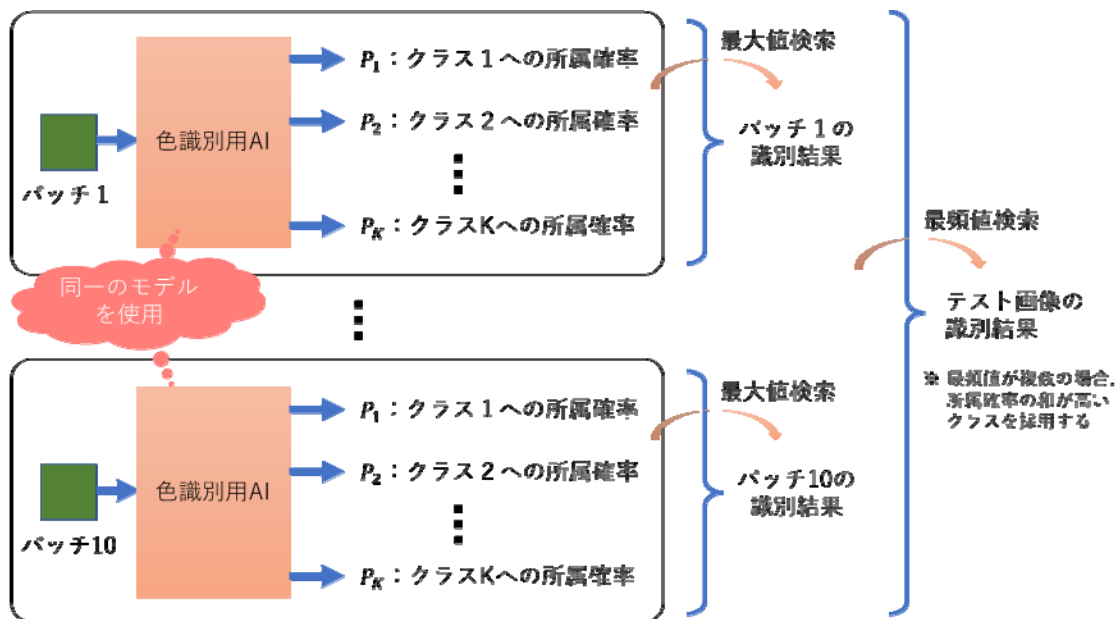 P₁：クラス１への所属確率
P₂：クラス２への所属確率
P_K：クラスKへの所属確率
色識別用AI
パッチ１
最大値検索
パッチ１の
識別結果
同一のモデル
を使用
最頻値検索
テスト画像の
識別結果
※ 最頻値が複数の場合，
所属確率の和が高い
クラスを採用する
P₁：クラス１への所属確率
P₂：クラス２への所属確率
P_K：クラスKへの所属確率
色識別用AI
パッチ10
最大値検索
パッチ10の
識別結果